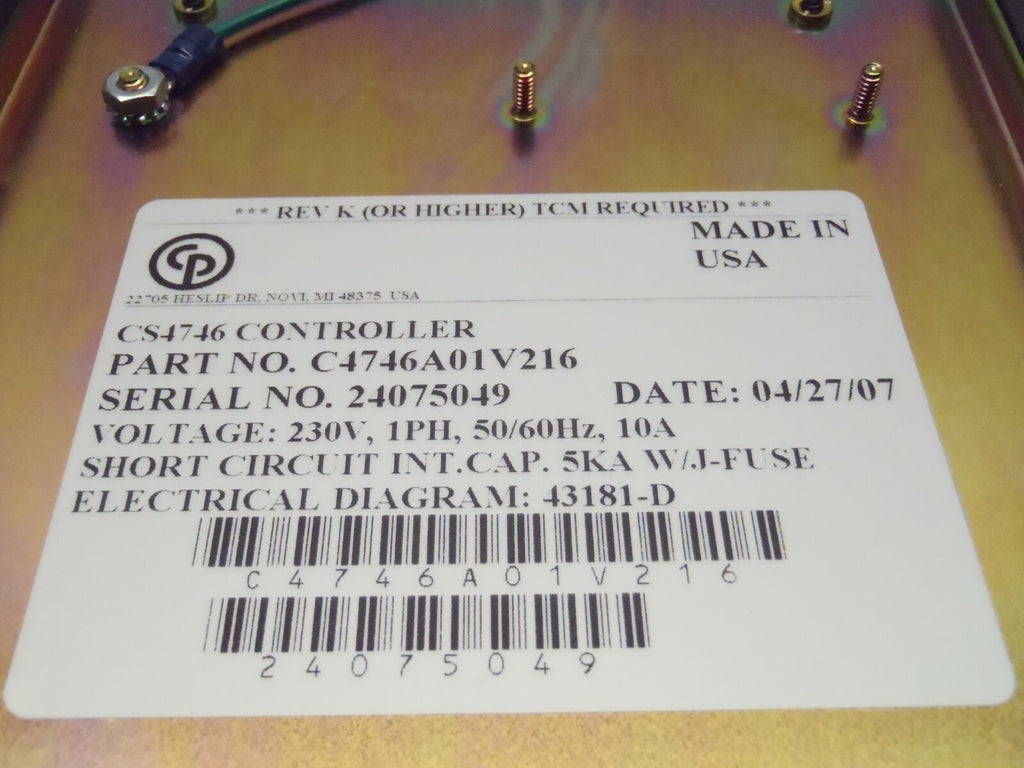 *** REV K (OR HIGHER) TCM REQUIRED ***
MADE IN
USA
CP
22705 HESLIP DR, NOVI, MI 48375 USA
CS4746 CONTROLLER
PART NO. C4746A01V216
SERIAL NO. 24075049 DATE: 04/27/07
VOLTAGE: 230V, 1PH, 50/60Hz, 10A
SHORT CIRCUIT INT.CAP. 5KA W/J-FUSE
ELECTRICAL DIAGRAM: 43181-D
C4746A01V216
24075049